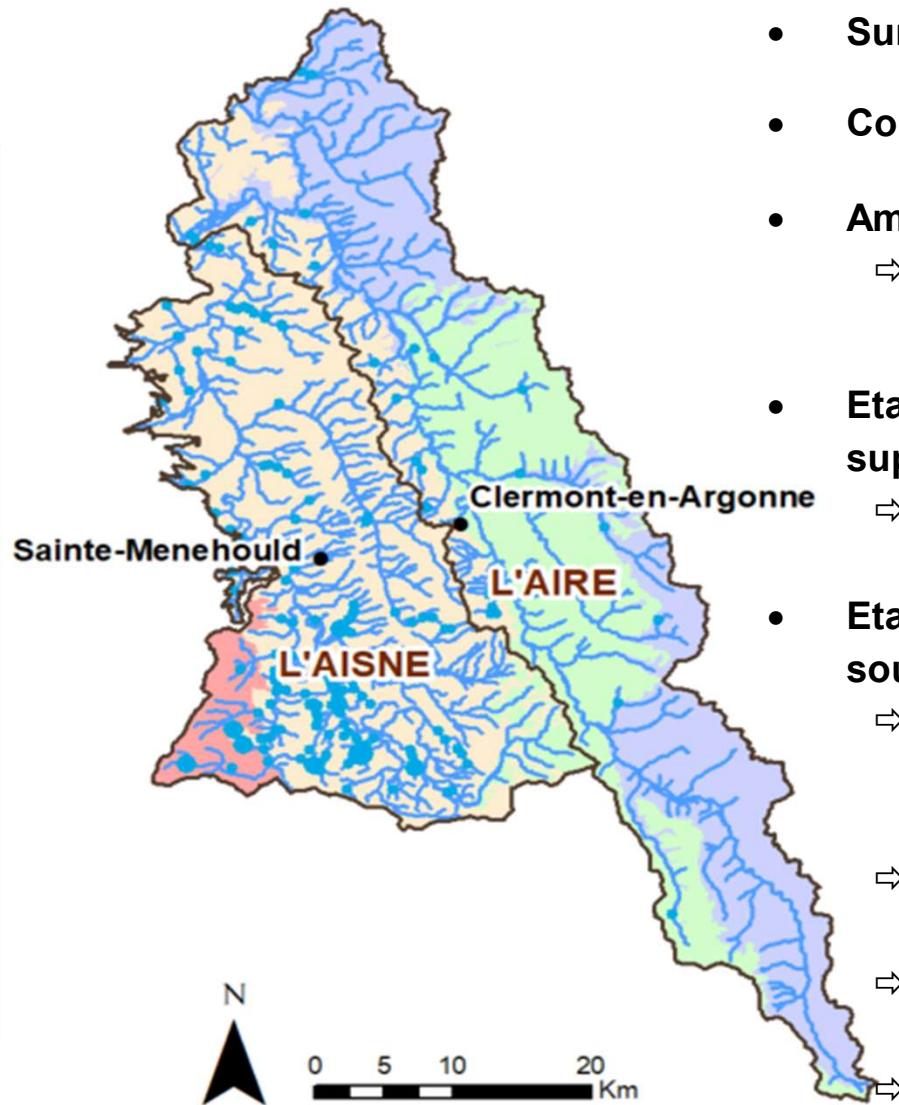 • Sur
• Co
• Am
⇨
• Eta
sup
⇨
Clermont-en-Argonne
Sainte-Menehould
L'AIRE
• Eta
sou
L'AISNE
⇨
⇨
⇨
N
0 5 10 20
Km
⇨